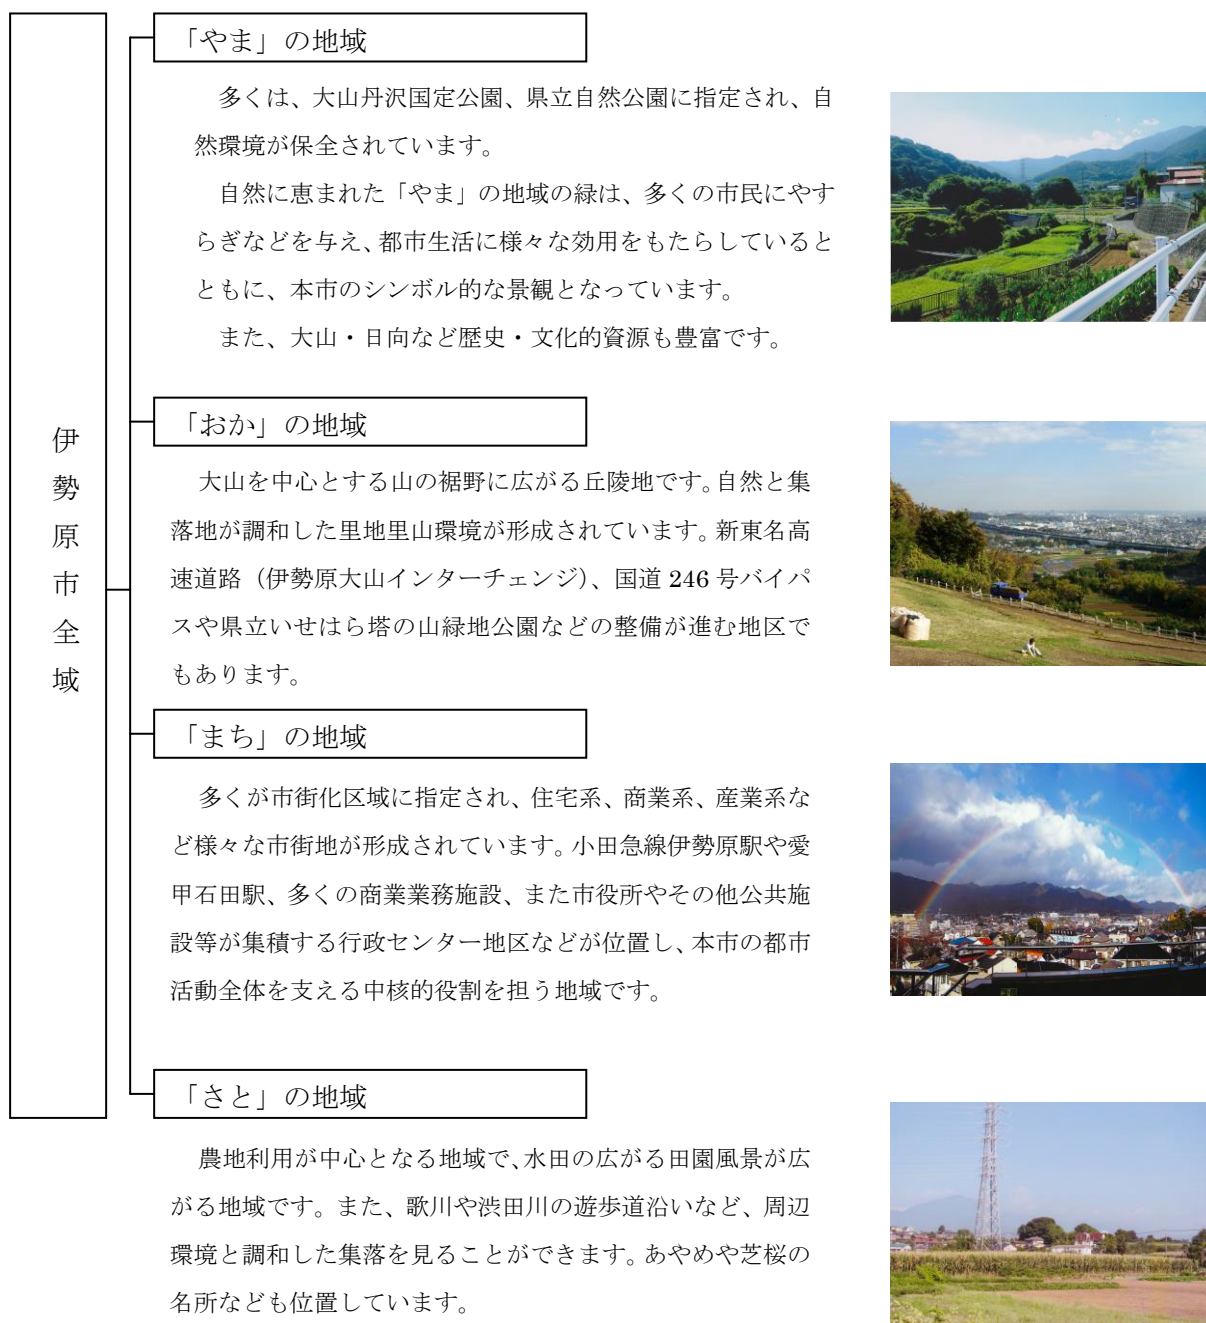 伊勢原市全域
「やま」の地域
多くは、大山丹沢国定公園、県立自然公園に指定され、自
然環境が保全されています。
自然に恵まれた「やま」の地域の緑は、多くの市民にやす
らぎなどを与え、都市生活に様々な効用をもたらしていると
ともに、本市のシンボル的な景観となっています。
また、大山・日向など歴史・文化的資源も豊富です。
「おか」の地域
大山を中心とする山の裾野に広がる丘陵地です。自然と集
落地が調和した里地里山環境が形成されています。新東名高
速道路（伊勢原大山インターチェンジ）、国道 246 号バイパ
スや県立いせはら塔の山緑地公園などの整備が進む地区で
もあります。
「まち」の地域
多くが市街化区域に指定され、住宅系、商業系、産業系な
ど様々な市街地が形成されています。小田急線伊勢原駅や愛
甲石田駅、多くの商業業務施設、また市役所やその他公共施
設等が集積する行政センター地区などが位置し、本市の都市
活動全体を支える中核的役割を担う地域です。
「さと」の地域
農地利用が中心となる地域で、水田の広がる田園風景が広
がる地域です。また、歌川や渋田川の遊歩道沿いなど、周辺
環境と調和した集落を見ることができます。あやめや芝桜の
名所なども位置しています。